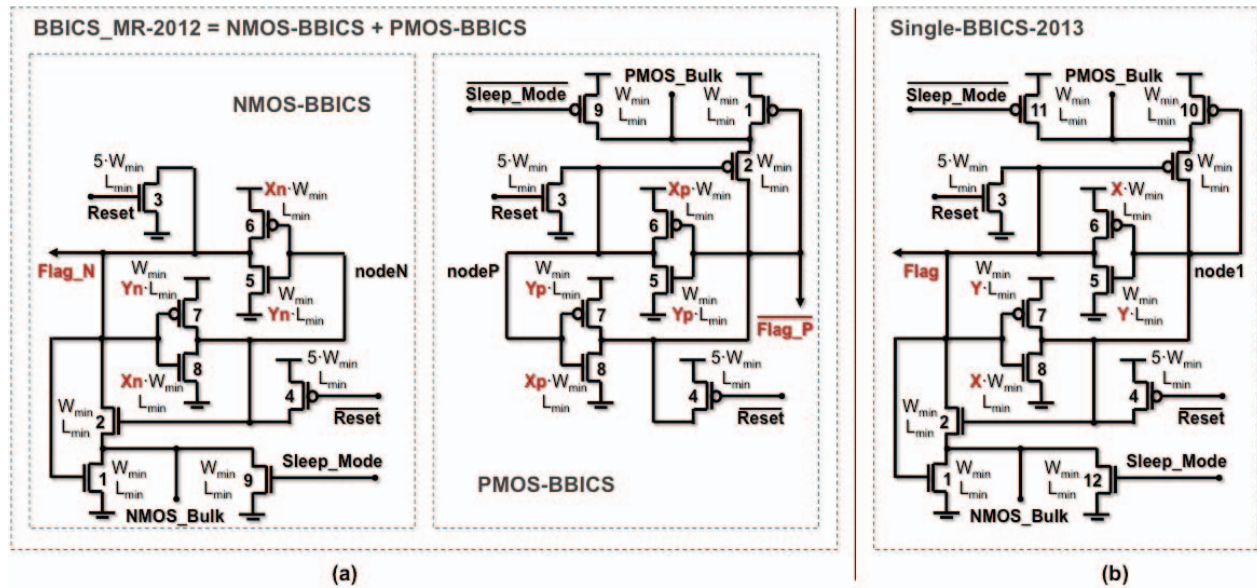 BBICS_MR-2012 = NMOS-BBICS + PMOS-BBICS
NMOS-BBICS
5·Wmin
Lmin
3
Reset
Xn·Wmin
Lmin
6
Flag_N
5
Wmin
Yn·Lmin
nodeN
Wmin
Yn·Lmin
7
8
Xn·Wmin
Lmin
5·Wmin
Lmin
4
Reset
Wmin
Lmin
2
Sleep_Mode
1
Wmin
Lmin
Wmin
Lmin
9
NMOS_Bulk
PMOS_Bulk
Sleep_Mode
9
Wmin
Lmin
Wmin
Lmin
1
5·Wmin
Lmin
2
Wmin
Lmin
3
Reset
Xp·Wmin
Lmin
6
nodeP
5
Wmin
Yp·Lmin
Wmin
Yp·Lmin
7
Flag_P
8
Xp·Wmin
Lmin
5·Wmin
Lmin
4
Reset
PMOS-BBICS
(a)
Single-BBICS-2013
PMOS_Bulk
Sleep_Mode
11
Wmin
Lmin
Wmin
Lmin
10
5·Wmin
Lmin
9
Wmin
Lmin
3
Reset
X·Wmin
Lmin
6
Flag
5
Wmin
Y·Lmin
node1
Wmin
Y·Lmin
7
8
X·Wmin
Lmin
5·Wmin
Lmin
4
Reset
Wmin
Lmin
2
Sleep_Mode
1
Wmin
Lmin
Wmin
Lmin
12
NMOS_Bulk
(b)